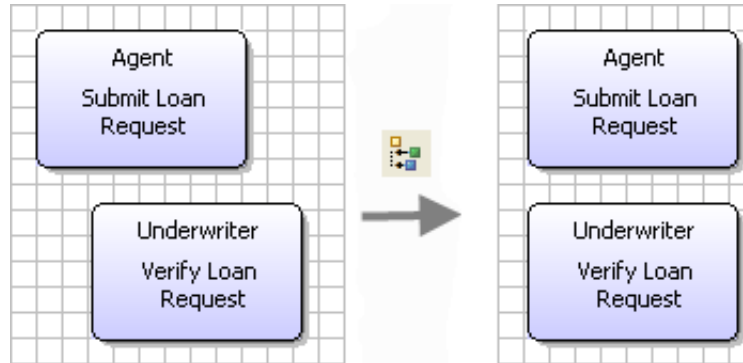 Agent
Submit Loan
Request
Underwriter
Verify Loan
Request
Agent
Submit Loan
Request
Underwriter
Verify Loan
Request